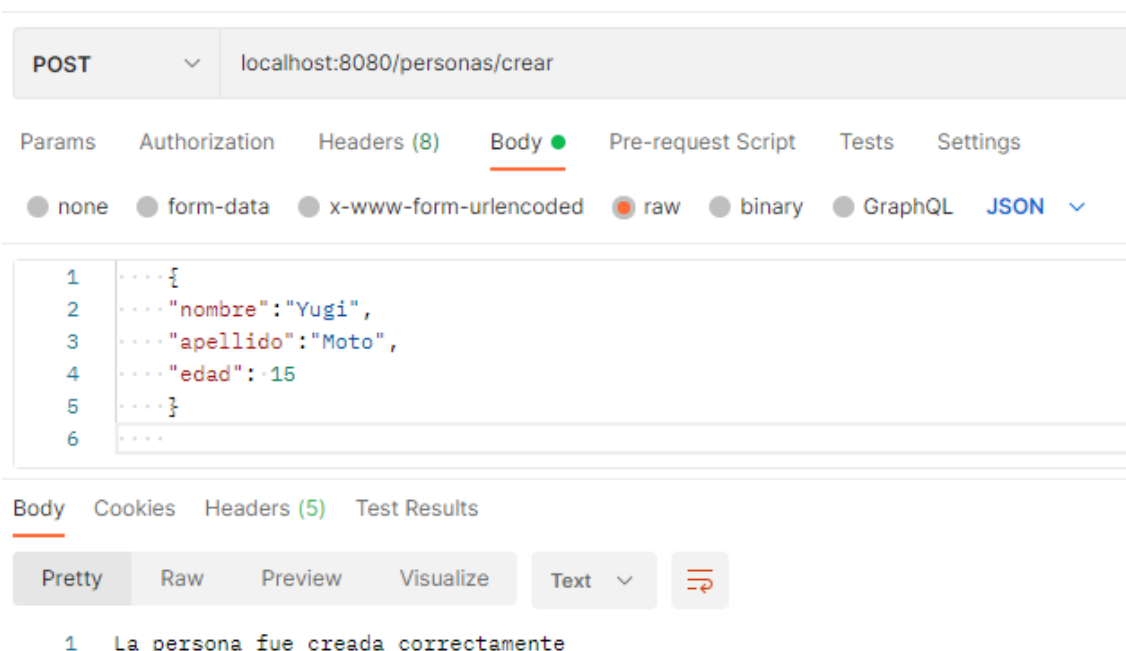 POST localhost:8080/personas/crear
Params Authorization Headers (8) Body Pre-request Script Tests Settings
none form-data x-www-form-urlencoded raw binary GraphQL JSON
1 {
2 "nombre":"Yugi",
3 "apellido":"Moto",
4 "edad": 15
5 }
6
Body Cookies Headers (5) Test Results
Pretty Raw Preview Visualize Text
1 La persona fue creada correctamente